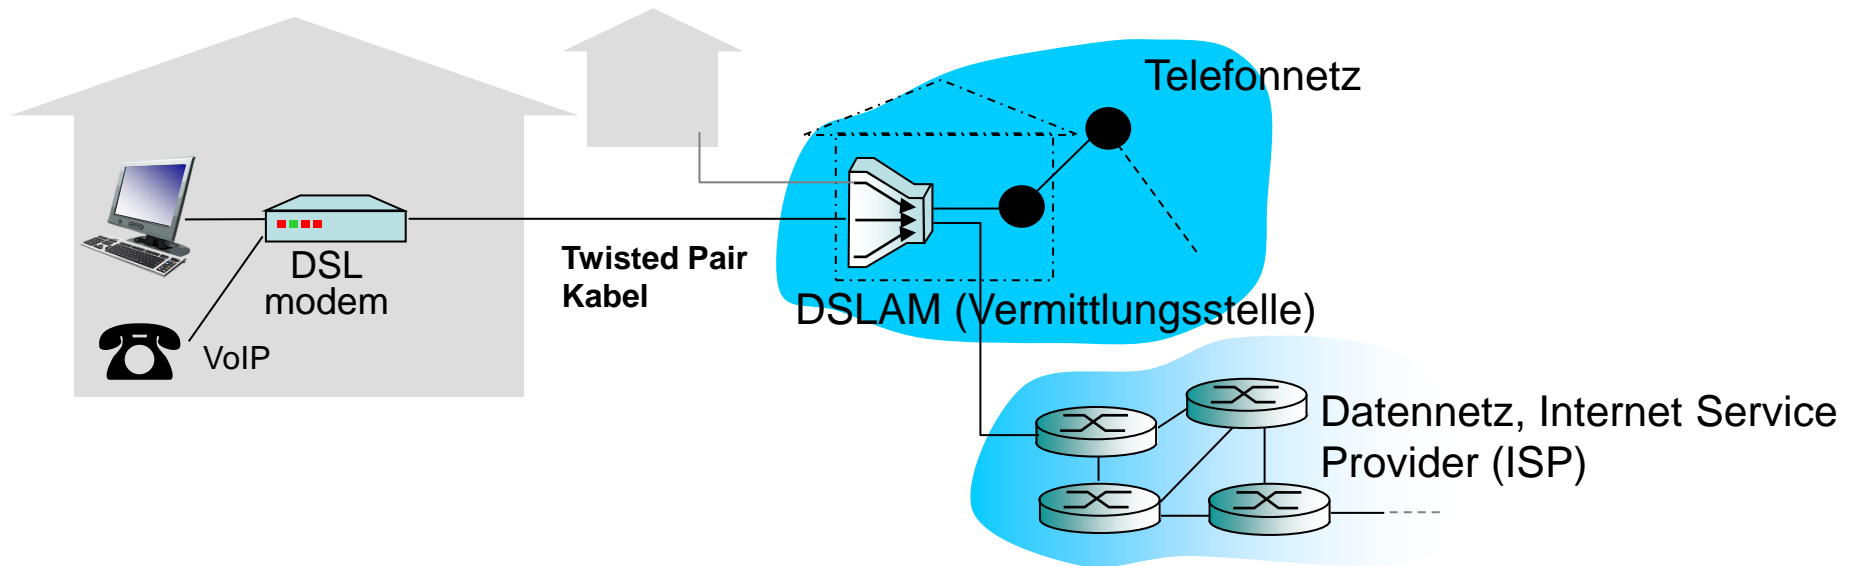 Telefonnetz
DSL
modem
Twisted Pair
Kabel
DSLAM (Vermittlungsstelle)
VoIP
Datennetz, Internet Service
Provider (ISP)